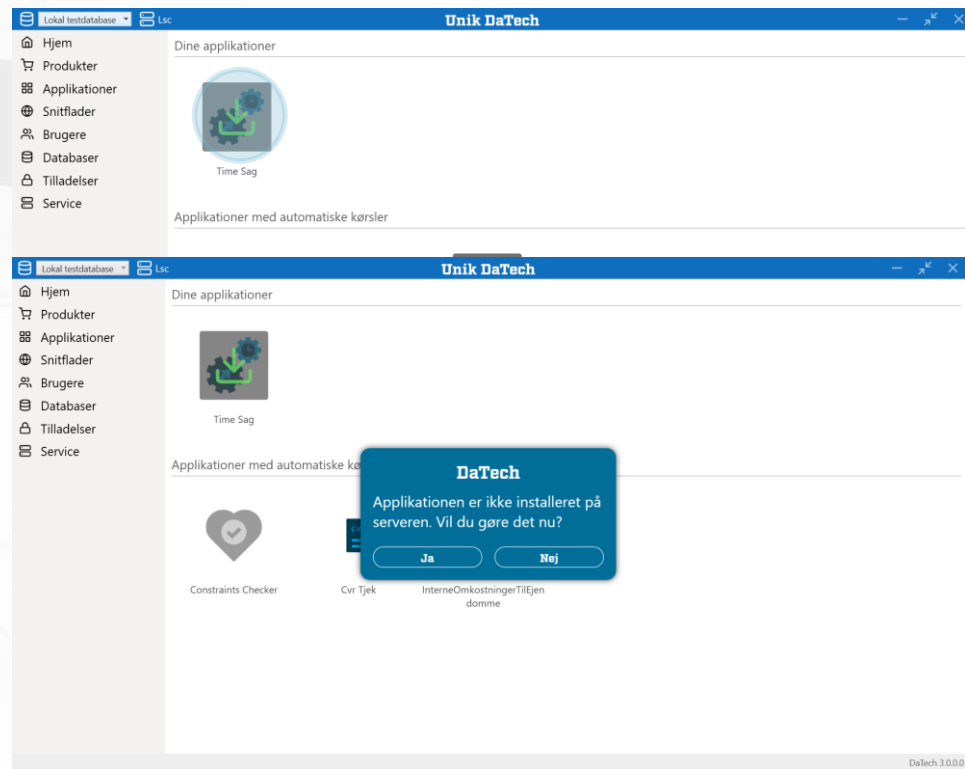 Lokal testdatabase
Lsc
Unik DaTech
Hjem
Produkter
Applikationer
Snitflader
Brugere
Databaser
Tilladelser
Service
Dine applikationer
Time Sag
Applikationer med automatiske kørsler
Lokal testdatabase
Lsc
Unik DaTech
Hjem
Produkter
Applikationer
Snitflader
Brugere
Databaser
Tilladelser
Service
Dine applikationer
Time Sag
Applikationer med automatiske
DaTech
Applikationen er ikke installeret på
serveren. Vil du gøre det nu?
Ja
Nej
Constraints Checker
Cvr Tjek
InterneOmkostningerTilEjen
domme
DaTech 3.0.0.0